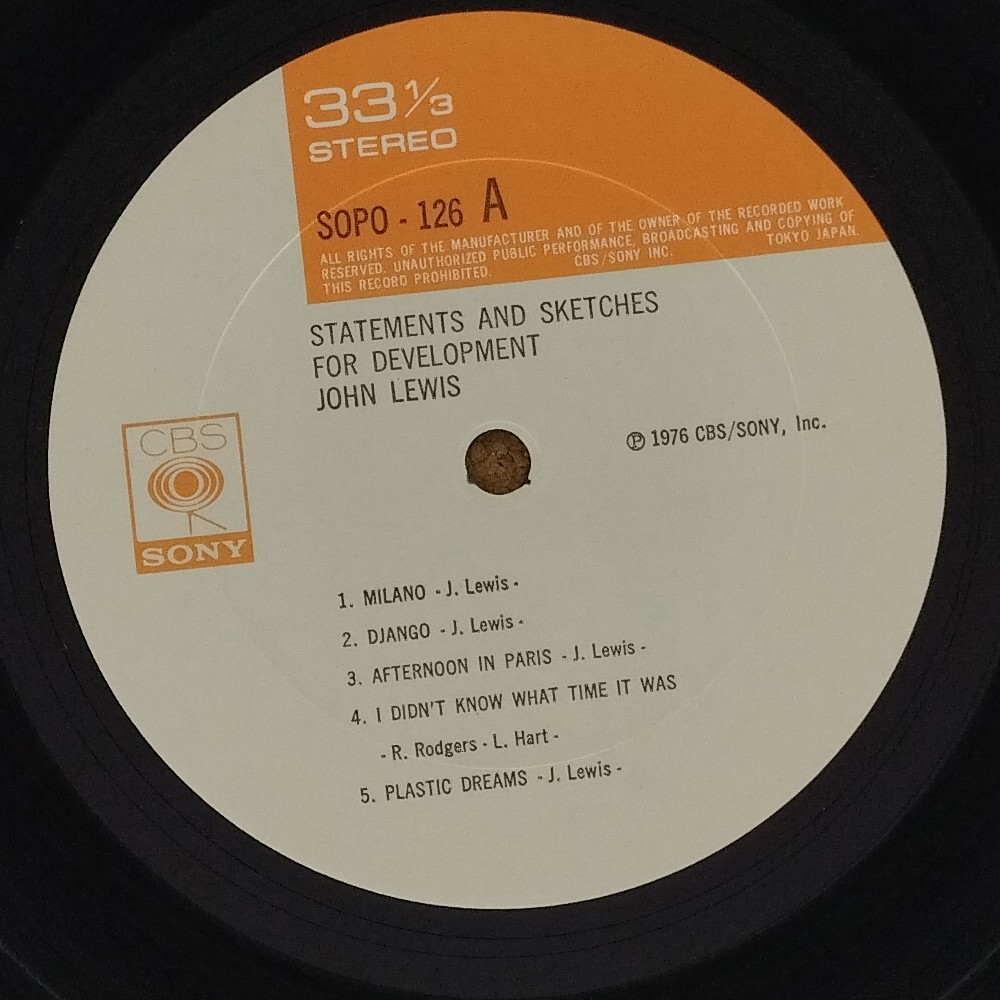 33 1/3
STEREO
SOPO - 126 A
ALL RIGHTS OF THE MANUFACTURER AND OF THE OWNER OF THE RECORDED WORK
RESERVED. UNAUTHORIZED PUBLIC PERFORMANCE, BROADCASTING AND COPYING OF
THIS RECORD PROHIBITED. CBS/SONY INC. TOKYO JAPAN.
STATEMENTS AND SKETCHES
FOR DEVELOPMENT
JOHN LEWIS
CBS
SONY
℗ 1976 CBS/SONY, Inc.
1. MILANO - J. Lewis -
2. DJANGO - J. Lewis -
3. AFTERNOON IN PARIS - J. Lewis -
4. I DIDN'T KNOW WHAT TIME IT WAS
- R. Rodgers - L. Hart -
5. PLASTIC DREAMS - J. Lewis -